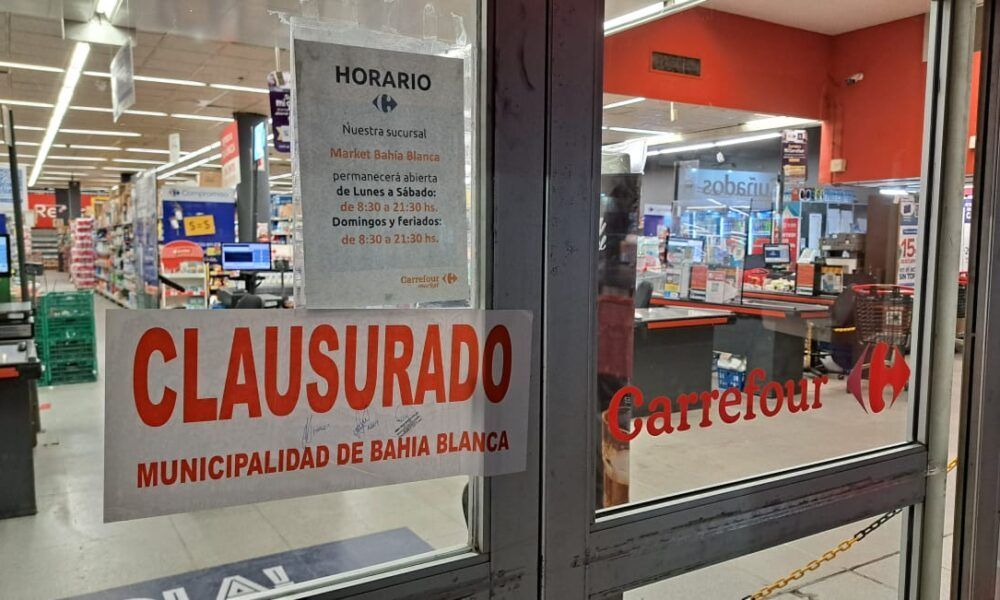 HORARIO
Nuestra sucursal
Market Bahía Blanca
permanecerá abierta
de Lunes a Sábado:
de 8:30 a 21:30 hs.
Domingos y feriados:
de 8:30 a 21:30 hs.
Carrefour
market
CLAUSURADO
MUNICIPALIDAD DE BAHIA BLANCA
Carrefour
5=5
15